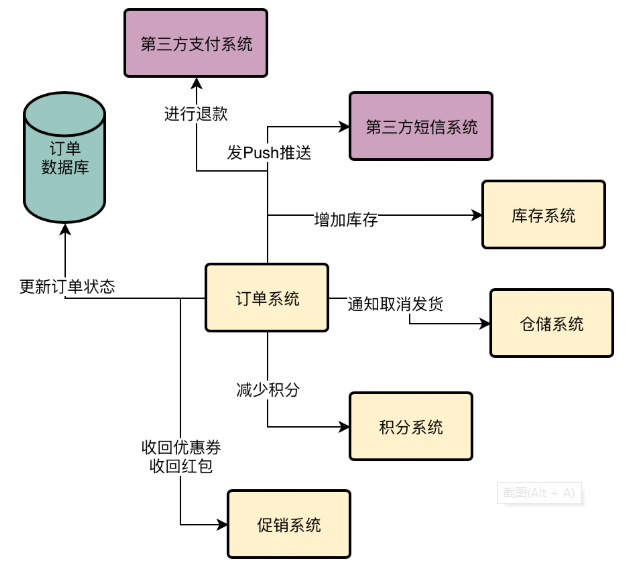 第三方支付系统
进行退款
订单
数据库
第三方短信系统
发Push推送
库存系统
增加库存
更新订单状态
订单系统
通知取消发货
仓储系统
减少积分
积分系统
收回优惠券
收回红包
截图(Alt + A)
促销系统